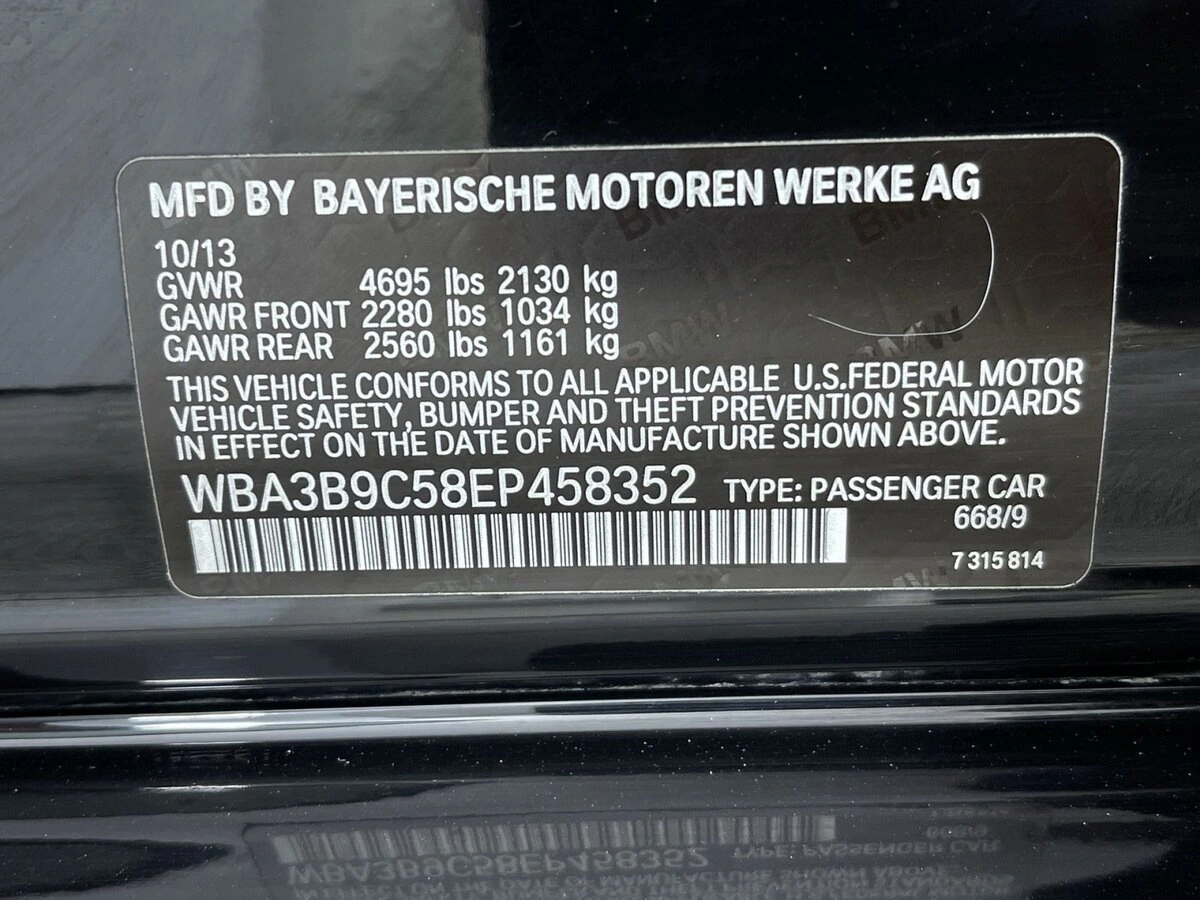 MFD BY BAYERISCHE MOTOREN WERKE AG
10/13
GVWR 4695 lbs 2130 kg
GAWR FRONT 2280 lbs 1034 kg
GAWR REAR 2560 lbs 1161 kg
THIS VEHICLE CONFORMS TO ALL APPLICABLE U.S.FEDERAL MOTOR
VEHICLE SAFETY, BUMPER AND THEFT PREVENTION STANDARDS
IN EFFECT ON THE DATE OF MANUFACTURE SHOWN ABOVE.
WBA3B9C58EP458352 TYPE: PASSENGER CAR
668/9
7 315 814